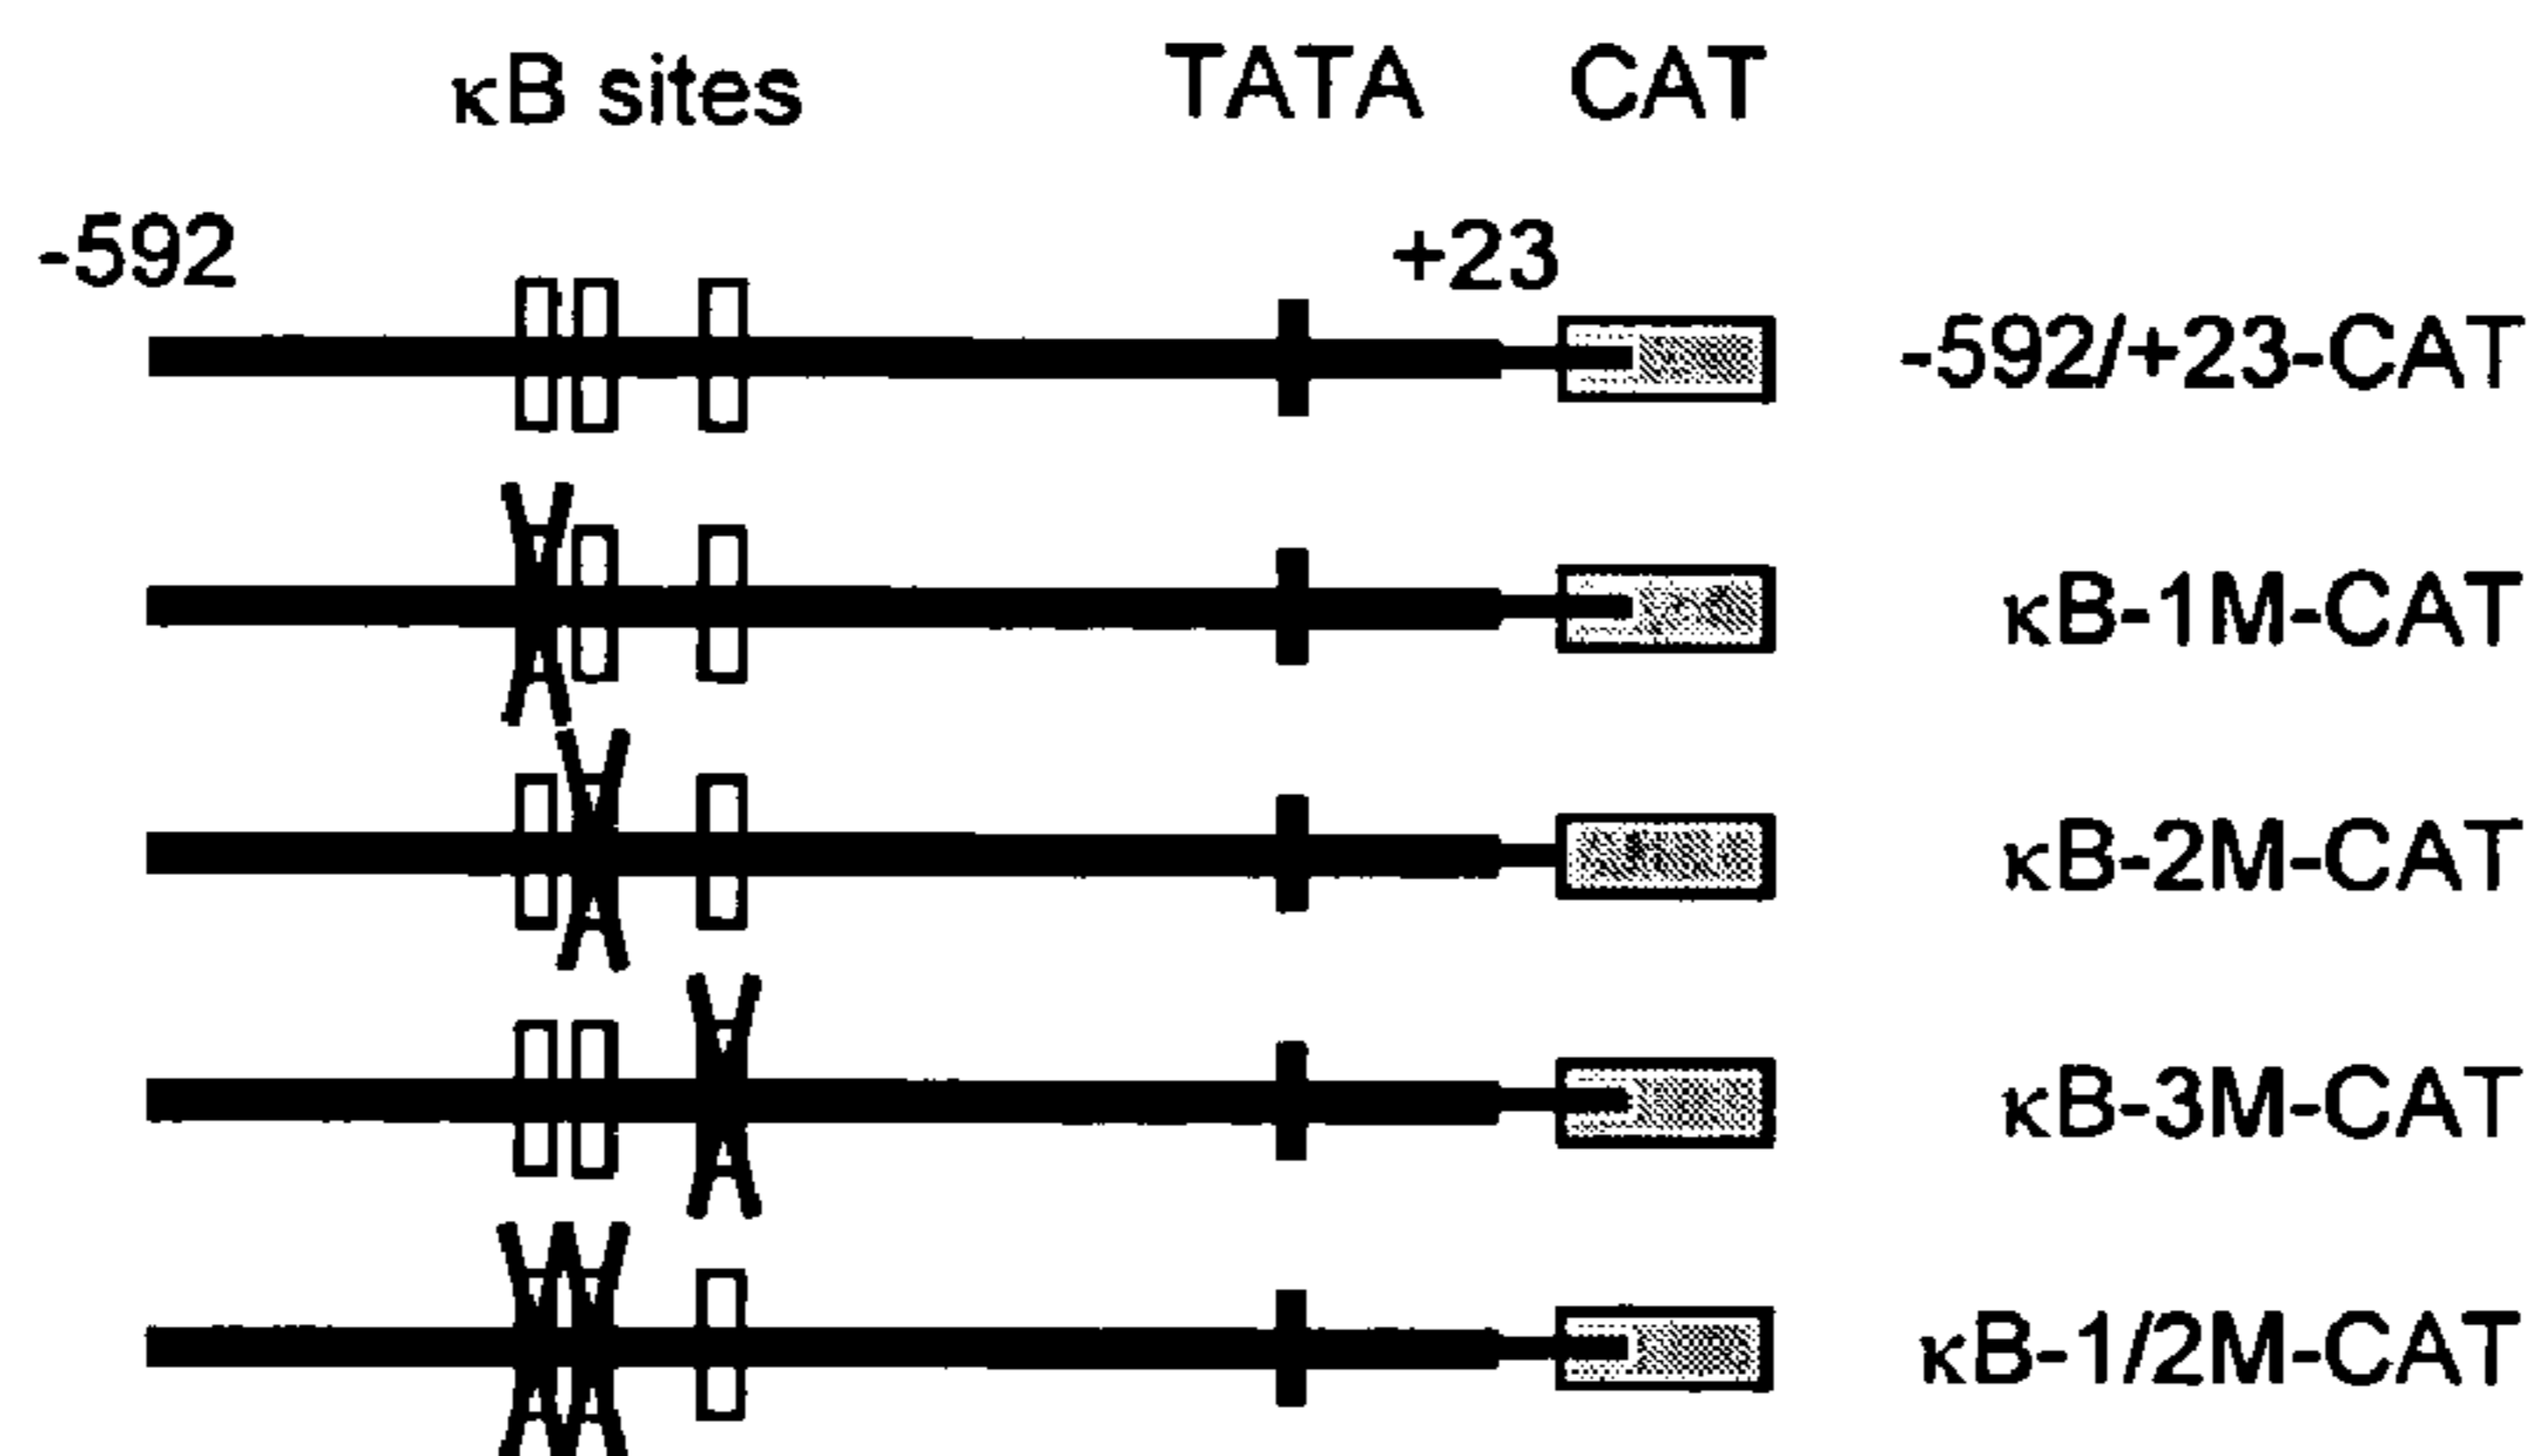 κB sites TATA CAT
-592 +23
-592/+23-CAT
κB-1M-CAT
κB-2M-CAT
κB-3M-CAT
κB-1/2M-CAT